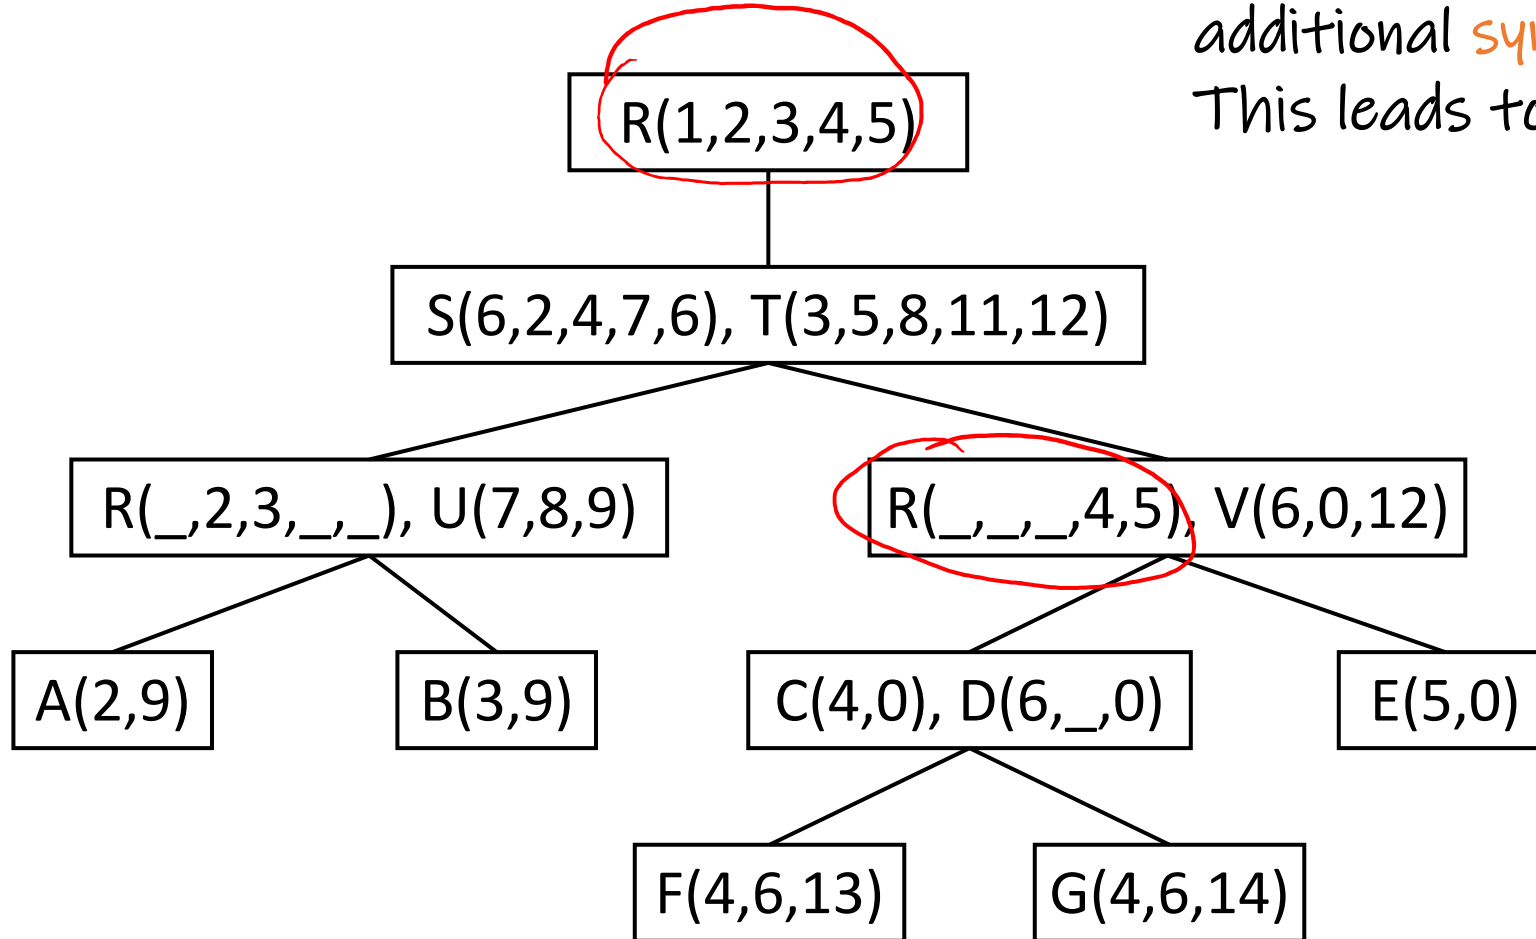 additional
This leads to
R(1,2,3,4,5)
S(6,2,4,7,6), T(3,5,8,11,12)
R(_,2,3,_,_), U(7,8,9)
R(_,_,_,4,5), V(6,0,12)
A(2,9)
B(3,9)
C(4,0), D(6,_,0)
E(5,0)
F(4,6,13)
G(4,6,14)